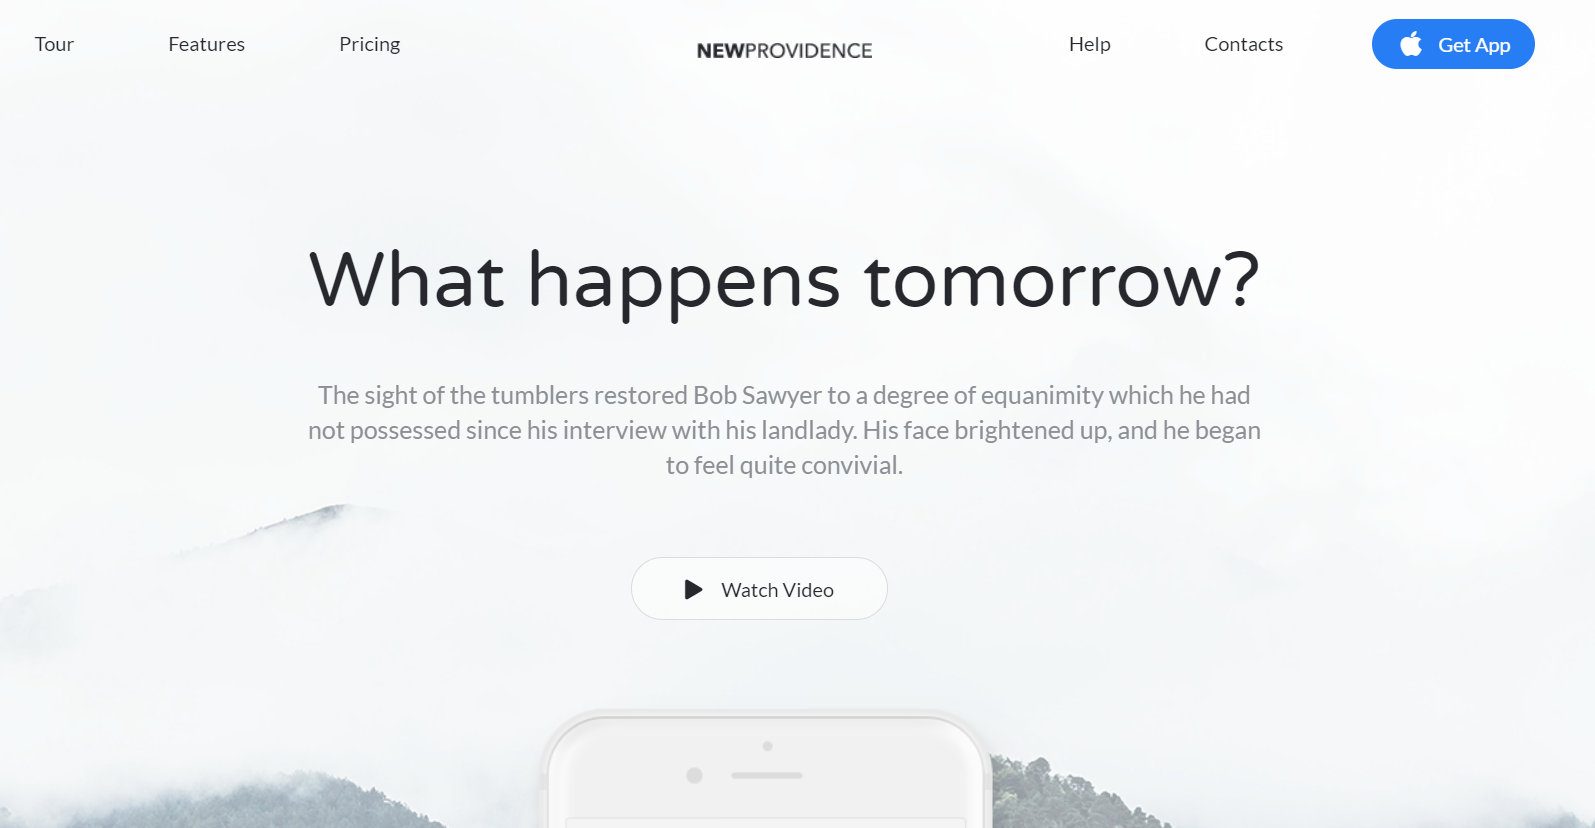 Tour
Features
Pricing
NEWPROVIDENCE
Help
Contacts
Get App
What happens tomorrow?
The sight of the tumblers restored Bob Sawyer to a degree of equanimity which he had
not possessed since his interview with his landlady. His face brightened up, and he began
to feel quite convivial.
Watch Video